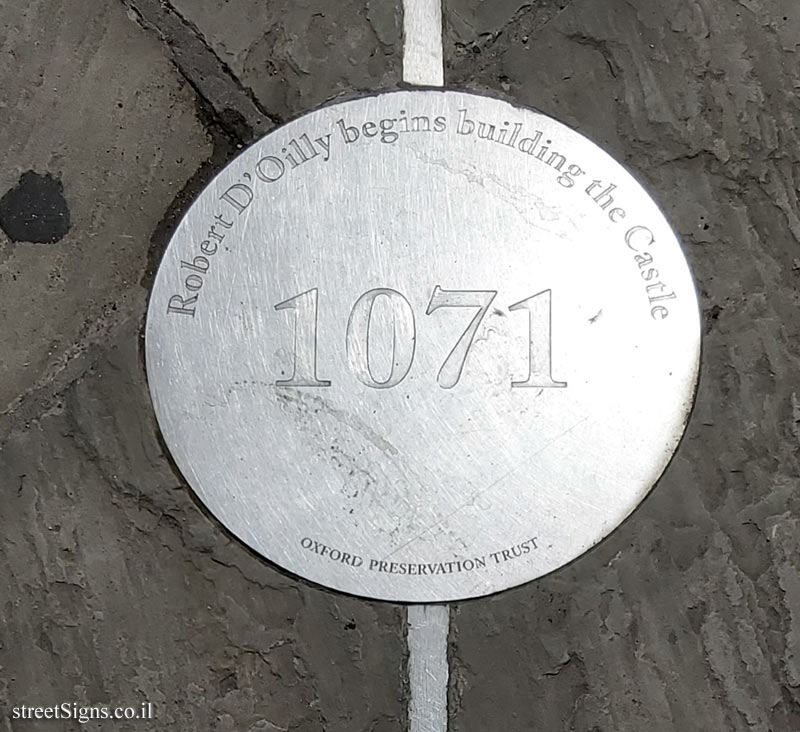 Robert D'Oilly begins building the Castle
1071
OXFORD PRESERVATION TRUST
streetSigns.co.il